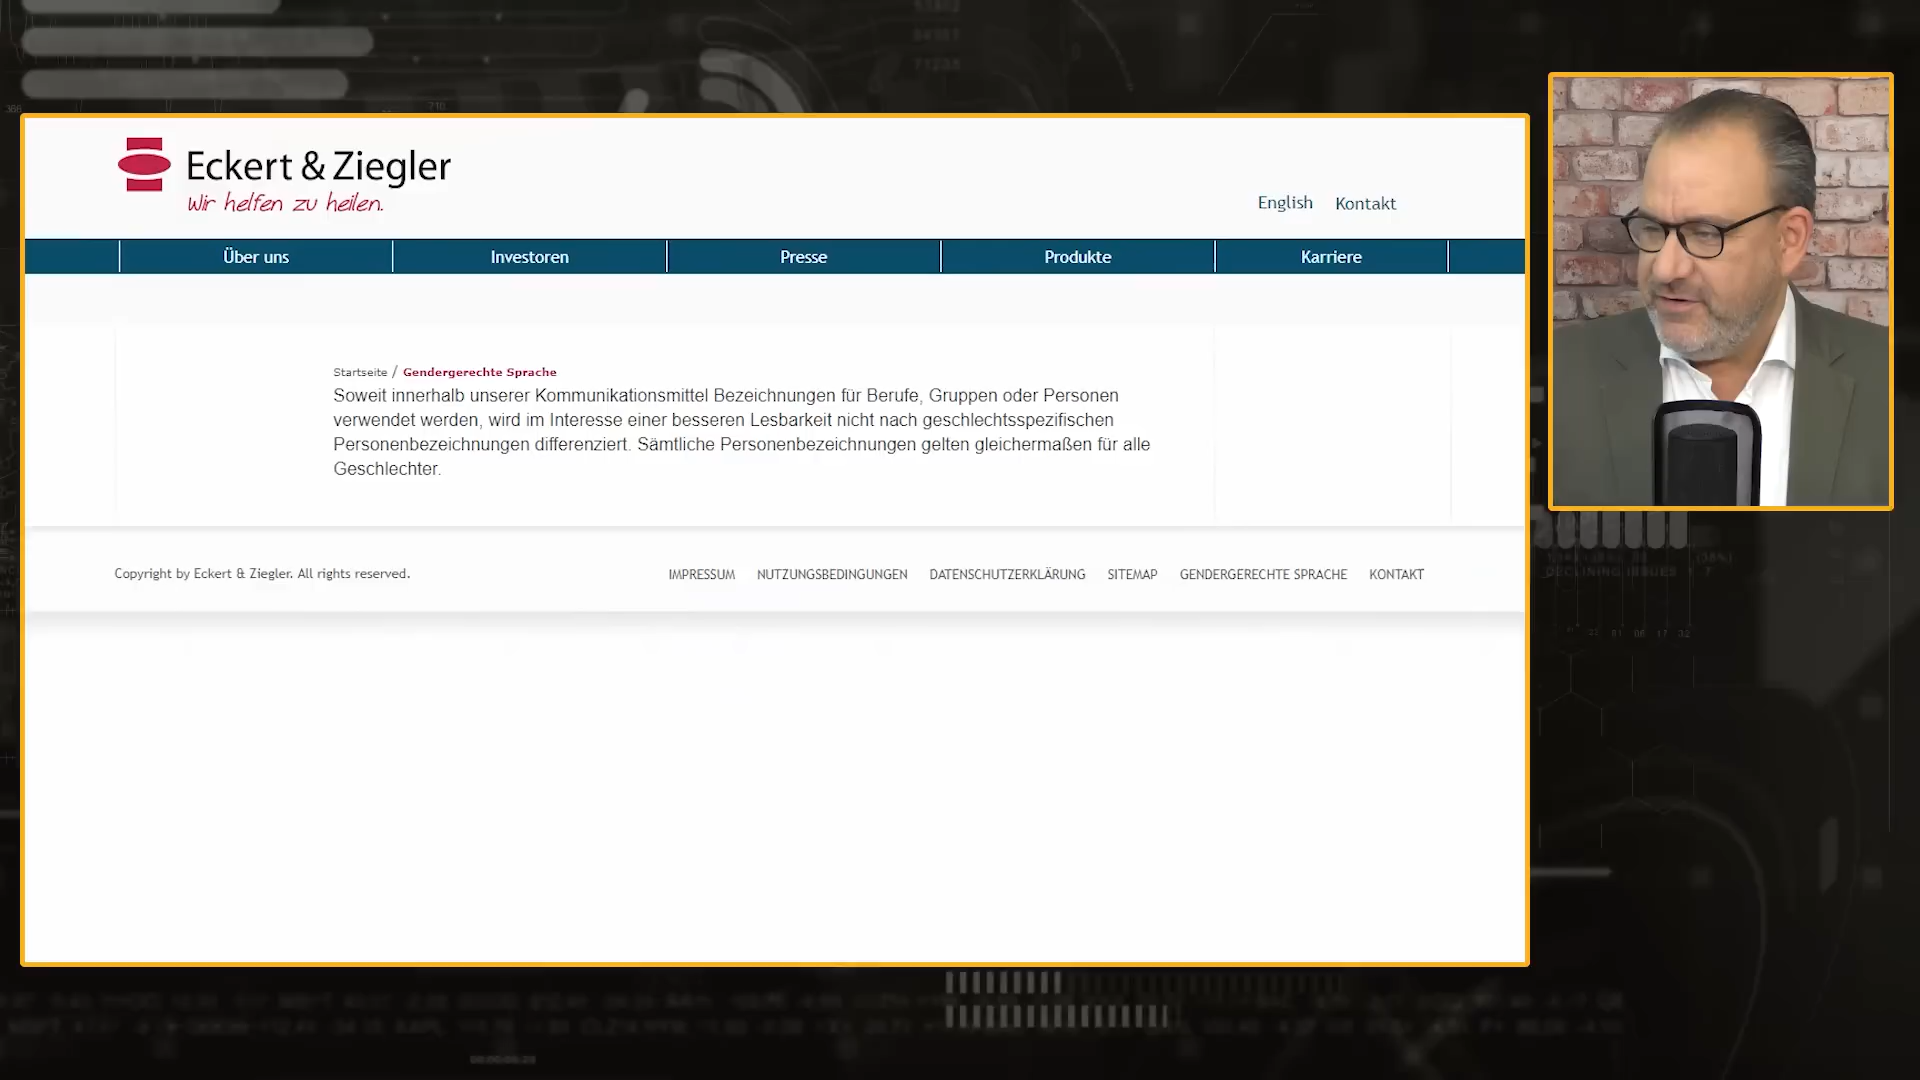 Eckert & Ziegler
Wir helfen zu heilen.
English Kontakt
Über uns Investoren Presse Produkte Karriere
Startseite / Gendergerechte Sprache
Soweit innerhalb unserer Kommunikationsmittel Bezeichnungen für Berufe, Gruppen oder Personen
verwendet werden, wird im Interesse einer besseren Lesbarkeit nicht nach geschlechtsspezifischen
Personenbezeichnungen differenziert. Sämtliche Personenbezeichnungen gelten gleichermaßen für alle
Geschlechter.
Copyright by Eckert & Ziegler. All rights reserved.
IMPRESSUM NUTZUNGSBEDINGUNGEN DATENSCHUTZERKLÄRUNG SITEMAP GENDERGERECHTE SPRACHE KONTAKT
DECLINING ISSUES